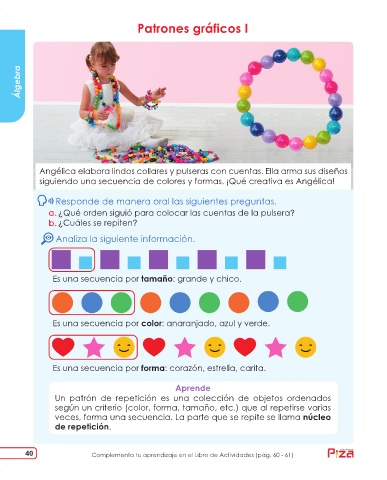 Patrones gráficos I
Álgebra
Angélica elabora lindos collares y pulseras con cuentas. Ella arma sus diseños
siguiendo una secuencia de colores y formas. ¡Qué creativa es Angélica!
Responde de manera oral las siguientes preguntas.
a. ¿Qué orden siguió para colocar las cuentas de la pulsera?
b. ¿Cuáles se repiten?
Analiza la siguiente información.
Es una secuencia por tamaño: grande y chico.
Es una secuencia por color: anaranjado, azul y verde.
Es una secuencia por forma: corazón, estrella, carita.
Aprende
Un patrón de repetición es una colección de objetos ordenados
según un criterio (color, forma, tamaño, etc.) que al repetirse varias
veces, forma una secuencia. La parte que se repite se llama núcleo
de repetición.
40
Complementa tu aprendizaje en el Libro de Actividades (pág. 60 - 61)